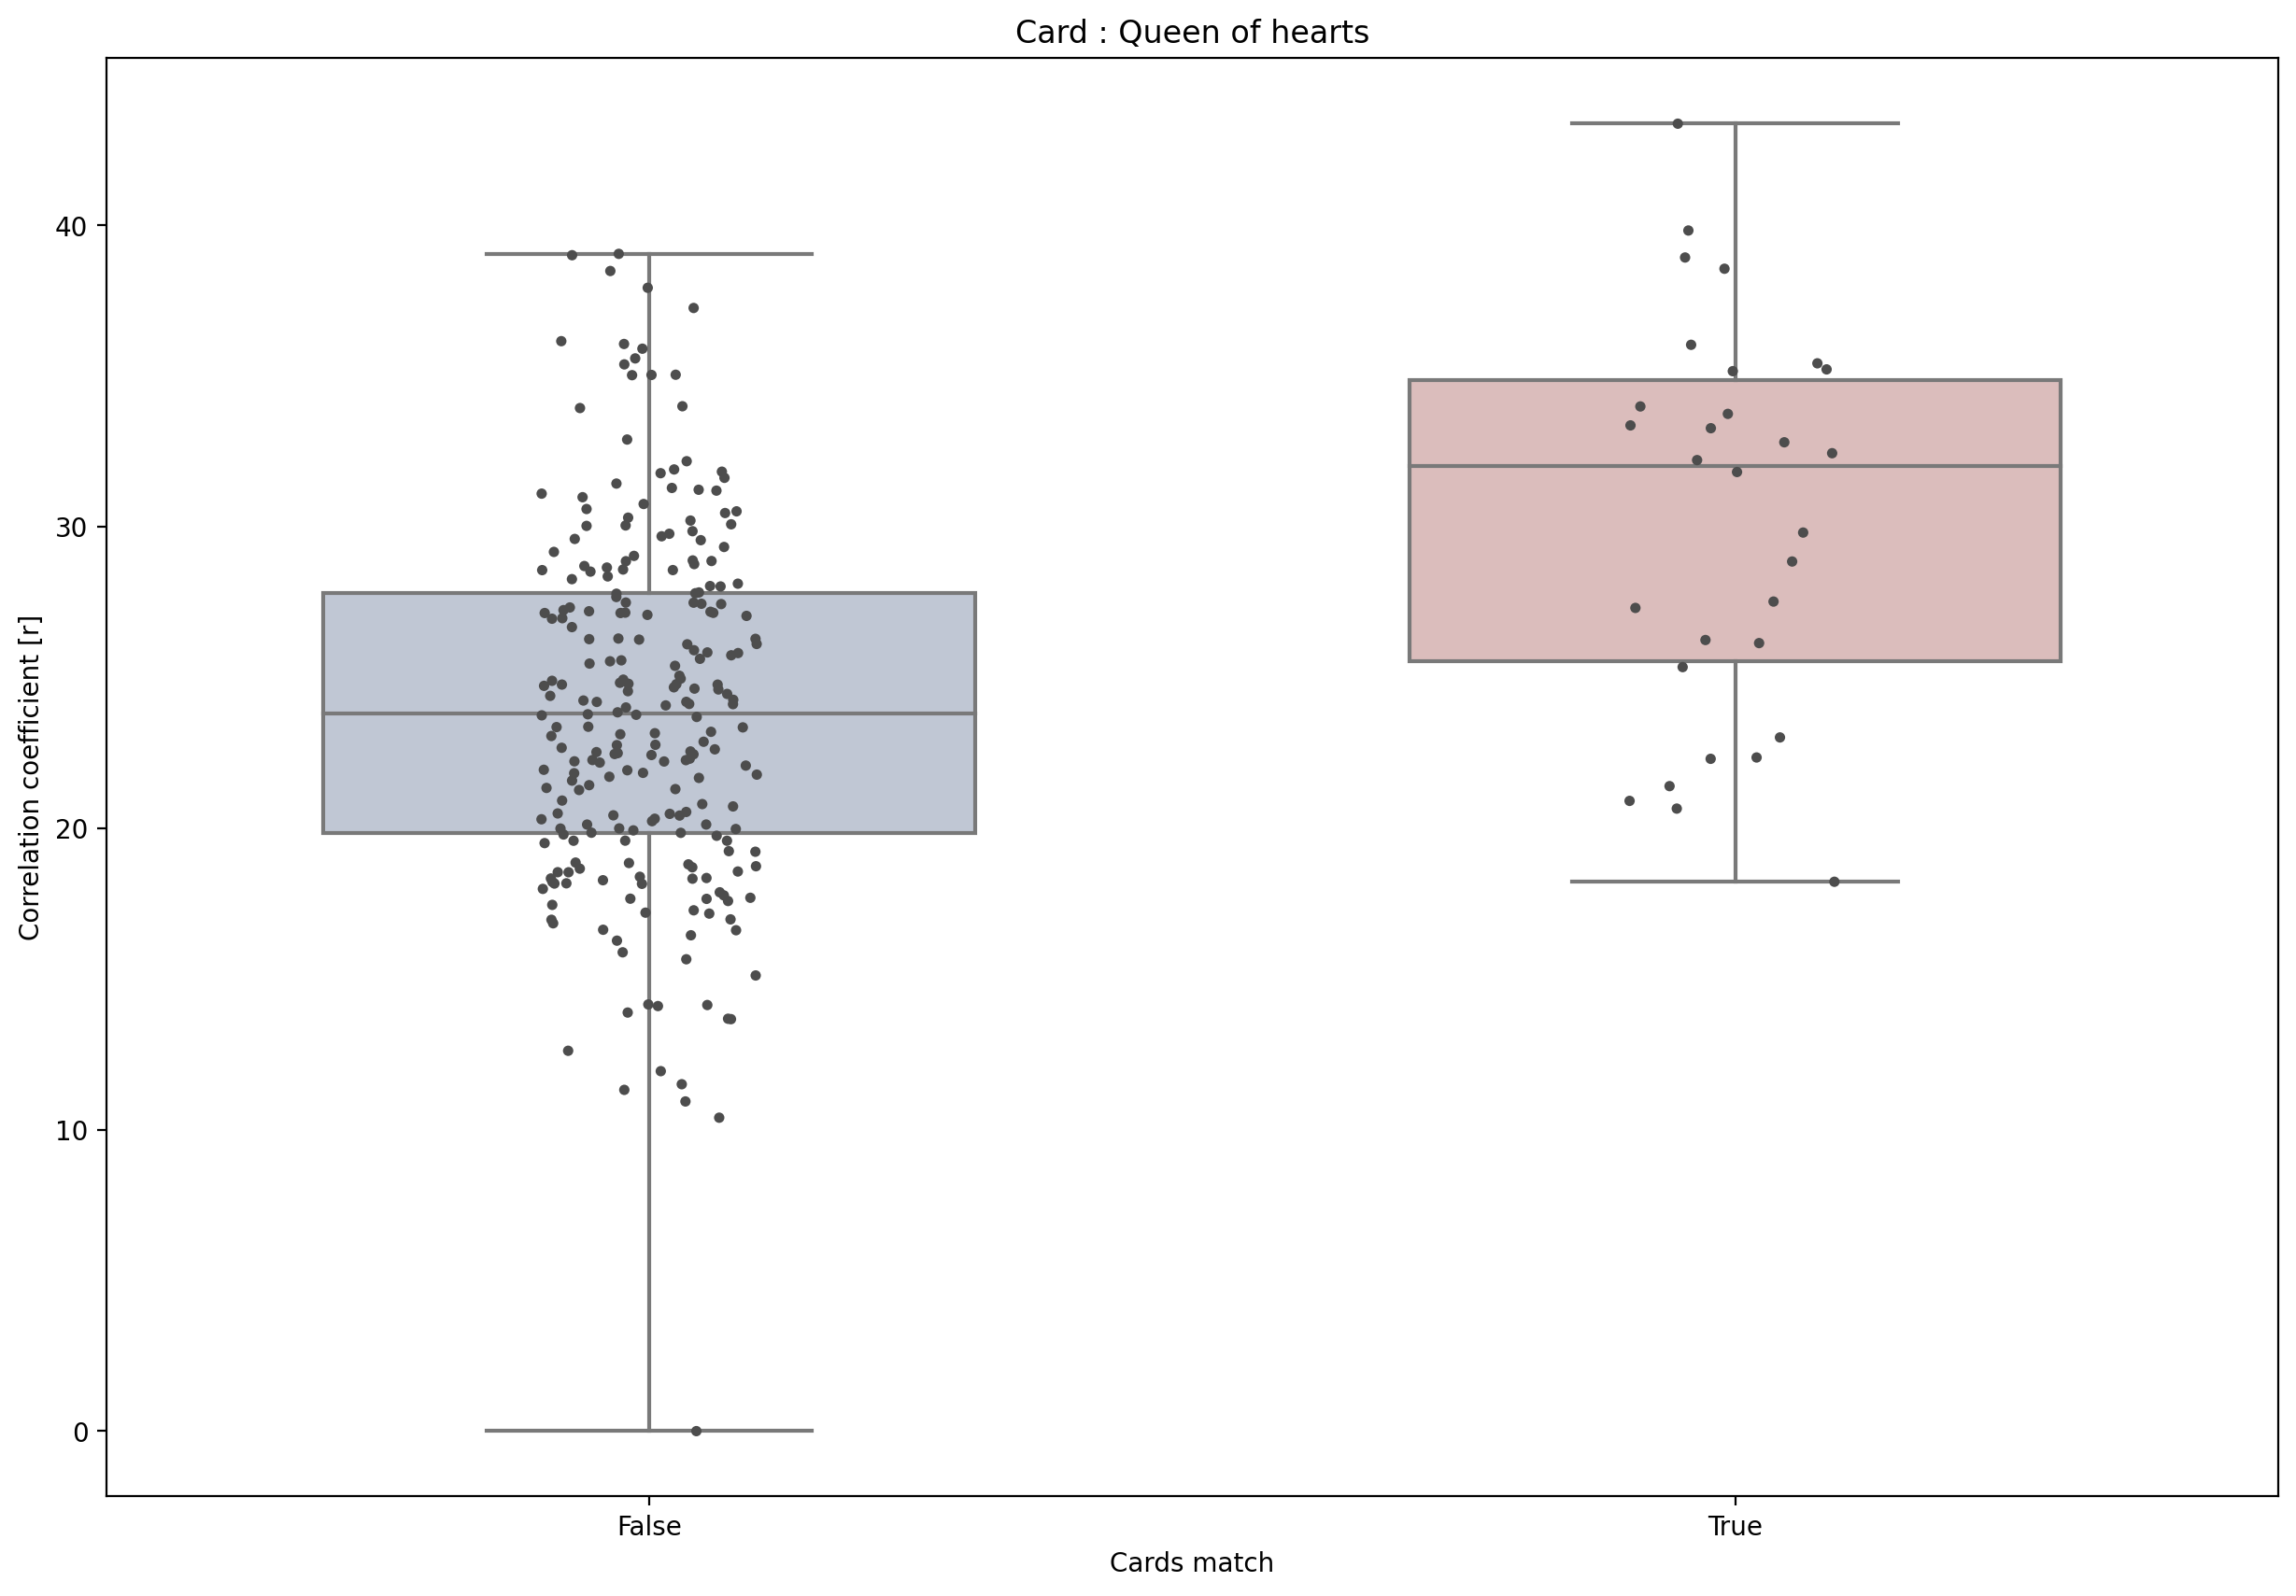 Card : Queen of hearts
Correlation coefficient [r]
40
30
20
10
0
False
True
Cards match